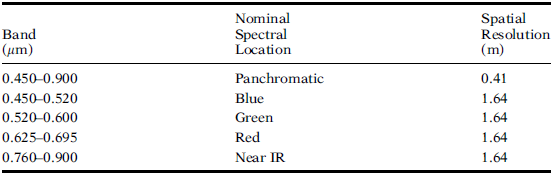 Nominal Spatial
Band Spectral Resolution
(μm) Location (m)
0.450–0.900 Panchromatic 0.41
0.450–0.520 Blue 1.64
0.520–0.600 Green 1.64
0.625–0.695 Red 1.64
0.760–0.900 Near IR 1.64